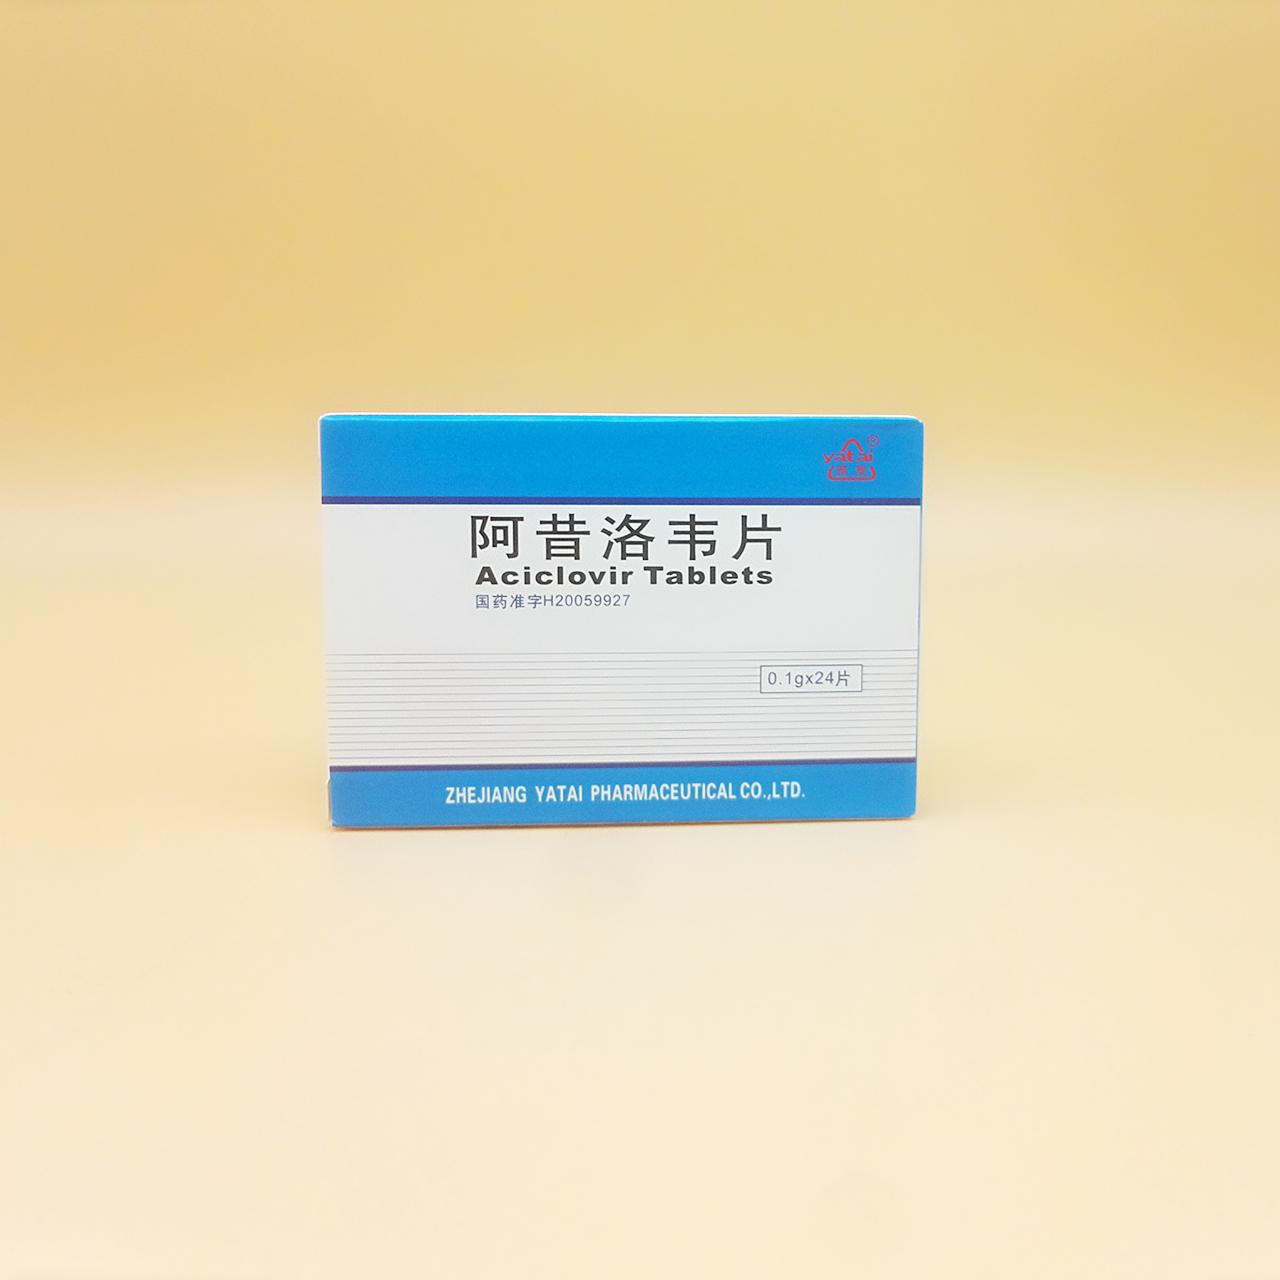 yatai®
阿昔洛韦片
Aciclovir Tablets
国药准字H20059927
0.1gx24片
ZHEJIANG YATAI PHARMACEUTICAL CO.,LTD.